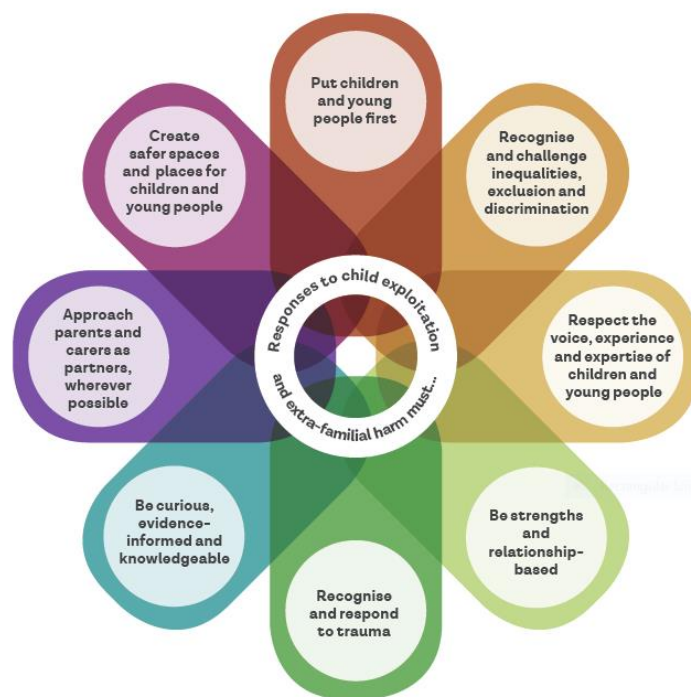 Put children
and young
people first
Recognise
and challenge
inequalities,
exclusion and
discrimination
Respect the
voice, experience
and expertise of
children and
young people
Be strengths
and
relationship-
based
Recognise
and respond
to trauma
Be curious,
evidence-
informed and
knowledgeable
Approach
parents and
carers as
partners,
wherever
possible
Create
safer spaces
and places for
children and
young people
Responses to child exploitation
and extra-familial harm must...